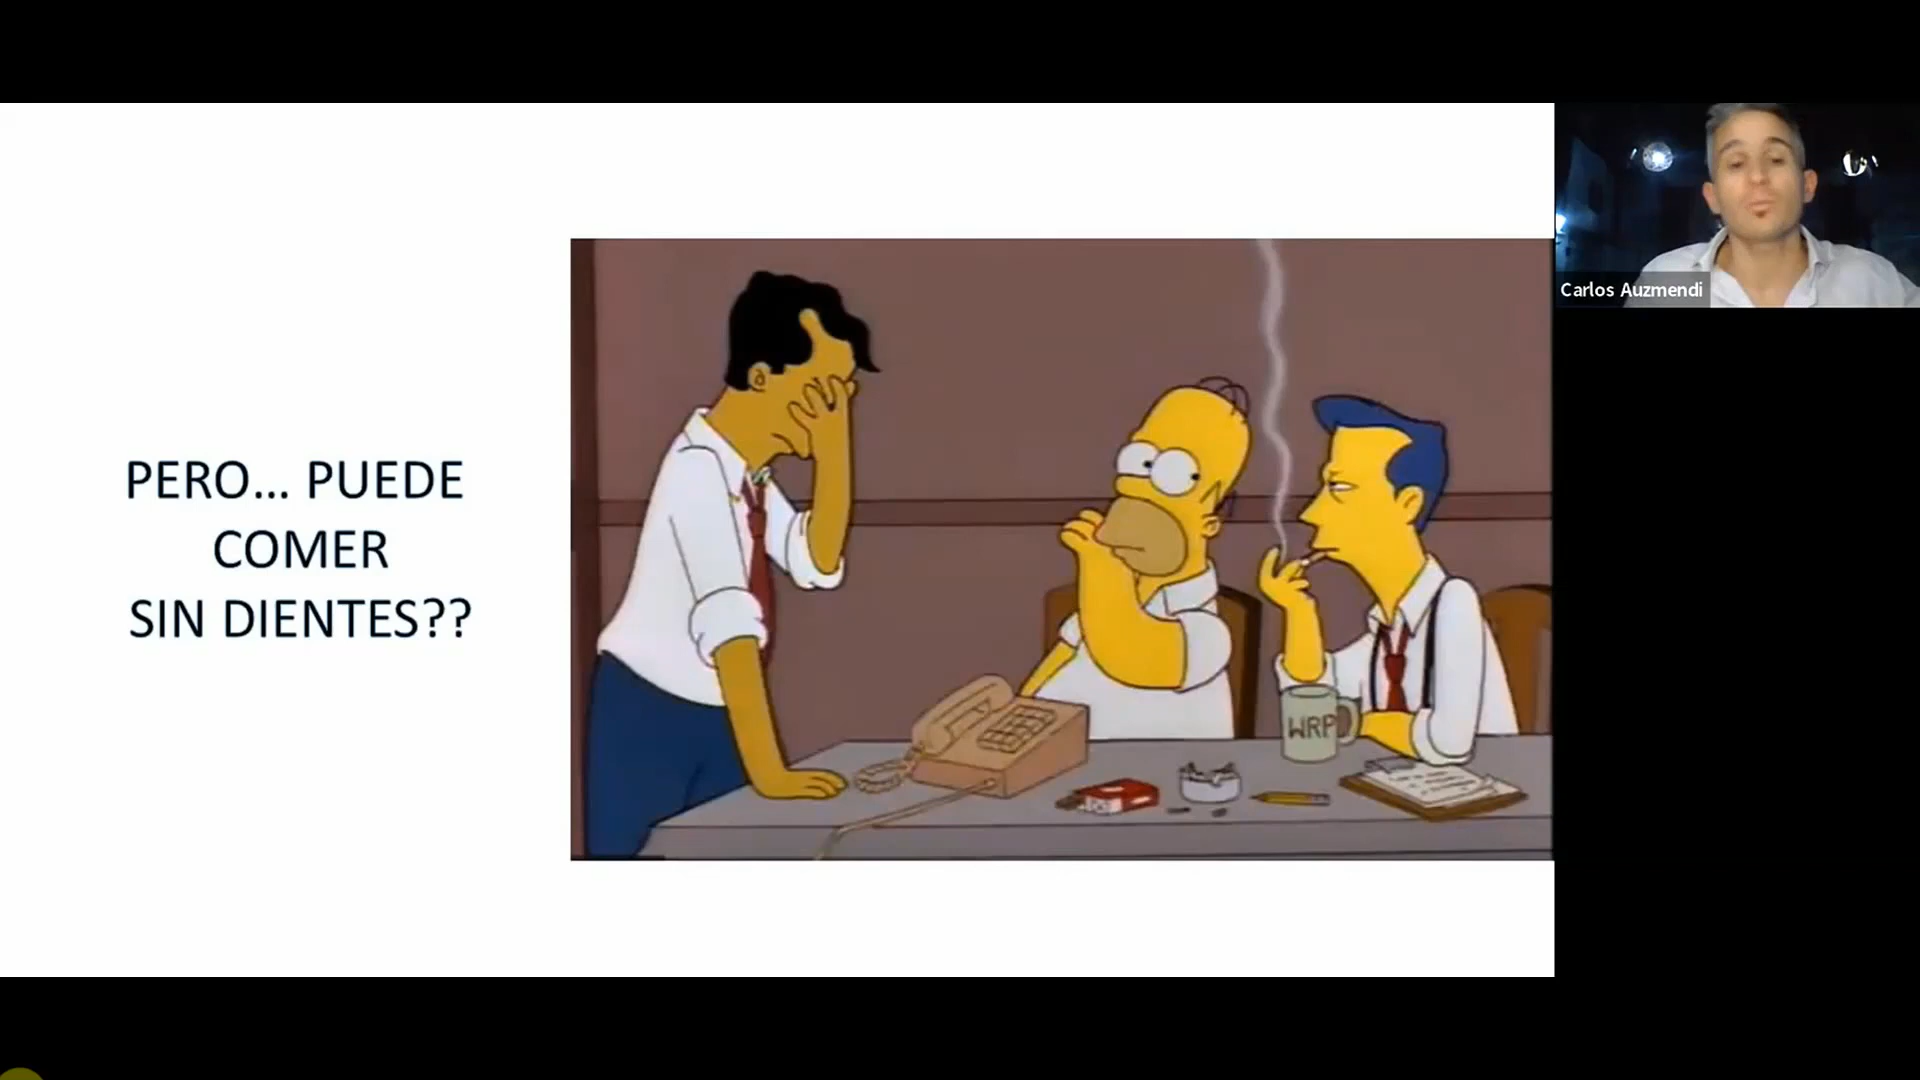 PERO... PUEDE
COMER
SIN DIENTES??
WRP
Carlos Auzmendi